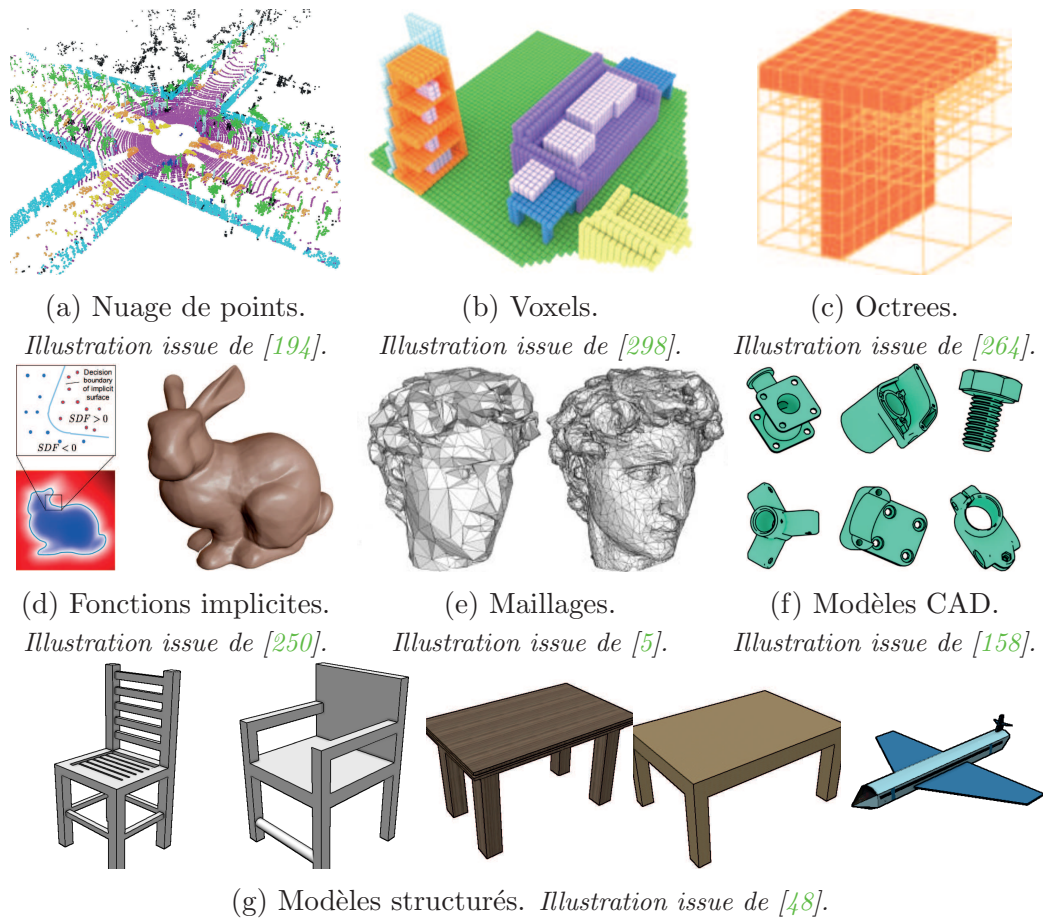 (a) Nuage de points.
Illustration issue de [194].
(b) Voxels.
Illustration issue de [298].
(c) Octrees.
Illustration issue de [264].
Decision
boundary
of implicit
surface
SDF > 0
SDF < 0
(d) Fonctions implicites.
Illustration issue de [250].
(e) Maillages.
Illustration issue de [5].
(f) Modèles CAD.
Illustration issue de [158].
(g) Modèles structurés. Illustration issue de [48].